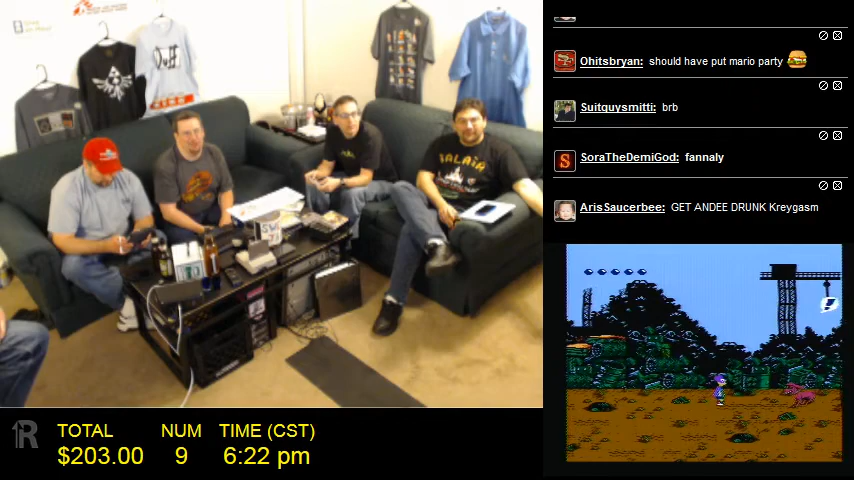 Duff
GALAGA
Ohitsbryan: should have put mario party
Suitguysmitti: brb
SoraTheDemiGod: fannaly
ArisSaucerbee: GET ANDEE DRUNK Kreygasm
TOTAL NUM TIME (CST)
$203.00 9 6:22 pm